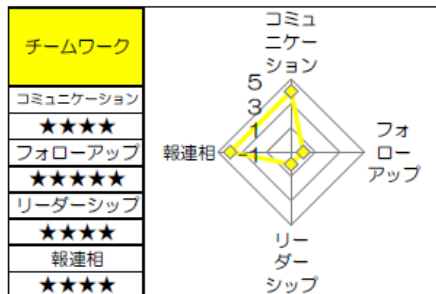 チームワーク
コミュニケーション
★★★★
フォローアップ
★★★★★
リーダーシップ
★★★★
報連相
★★★★
コミュ
ニケー
ション
5
3
1
-1
報連相
フォ
ロー
アップ
リー
ダー
シップ